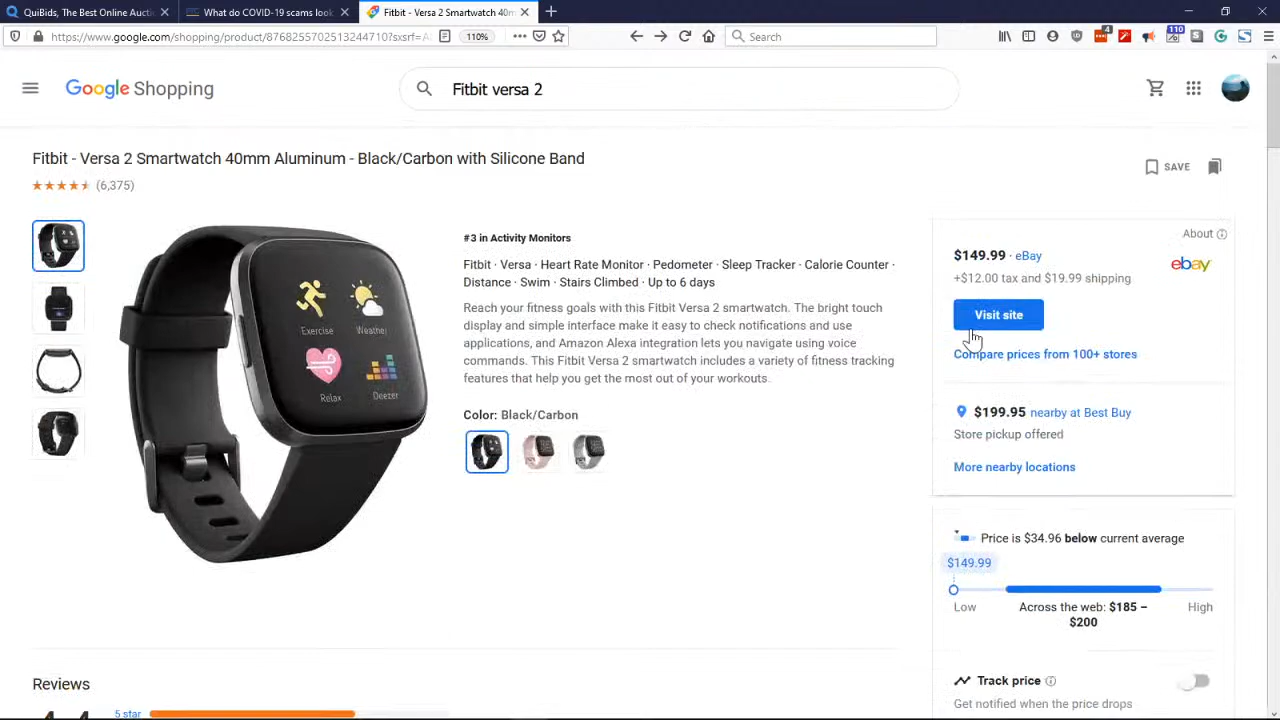 QuiBids, The Best Online Aucti
What do COVID-19 scams look
Fitbit - Versa 2 Smartwatch 40mm
https://www.google.com/shopping/product/8768255702513244710?sxsrf=A
110%
Search
4
110
Google Shopping
Fitbit versa 2
Fitbit - Versa 2 Smartwatch 40mm Aluminum - Black/Carbon with Silicone Band
(6,375)
SAVE
Exercise
Weather
Relax
Deezer
#3 in Activity Monitors
Fitbit · Versa · Heart Rate Monitor · Pedometer · Sleep Tracker · Calorie Counter ·
Distance · Swim · Stairs Climbed · Up to 6 days
Reach your fitness goals with this Fitbit Versa 2 smartwatch. The bright touch
display and simple interface make it easy to check notifications and use
applications, and Amazon Alexa integration lets you navigate using voice
commands. This Fitbit Versa 2 smartwatch includes a variety of fitness tracking
features that help you get the most out of your workouts.
Color: Black/Carbon
About
$149.99 · eBay
ebay
+$12.00 tax and $19.99 shipping
Visit site
Compare prices from 100+ stores
$199.95 nearby at Best Buy
Store pickup offered
More nearby locations
Price is $34.96 below current average
$149.99
Low
Across the web: $185 –
$200
High
Track price
Get notified when the price drops
Reviews
5 star